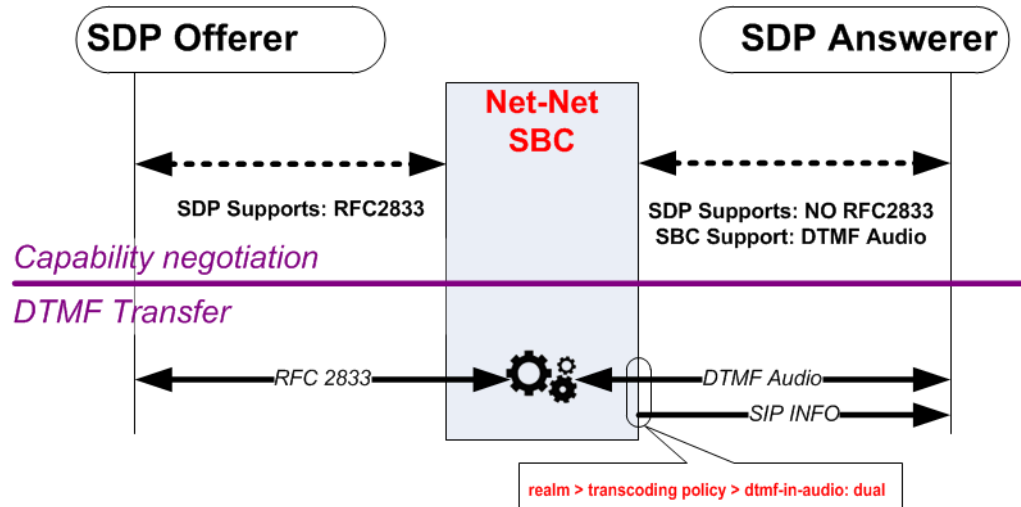 SDP Offerer
SDP Answerer
Net-Net
SBC
SDP Supports: RFC2833
SDP Supports: NO RFC2833
SBC Support: DTMF Audio
Capability negotiation
DTMF Transfer
RFC 2833
DTMF Audio
SIP INFO
realm > transcoding policy > dtmf-in-audio: dual